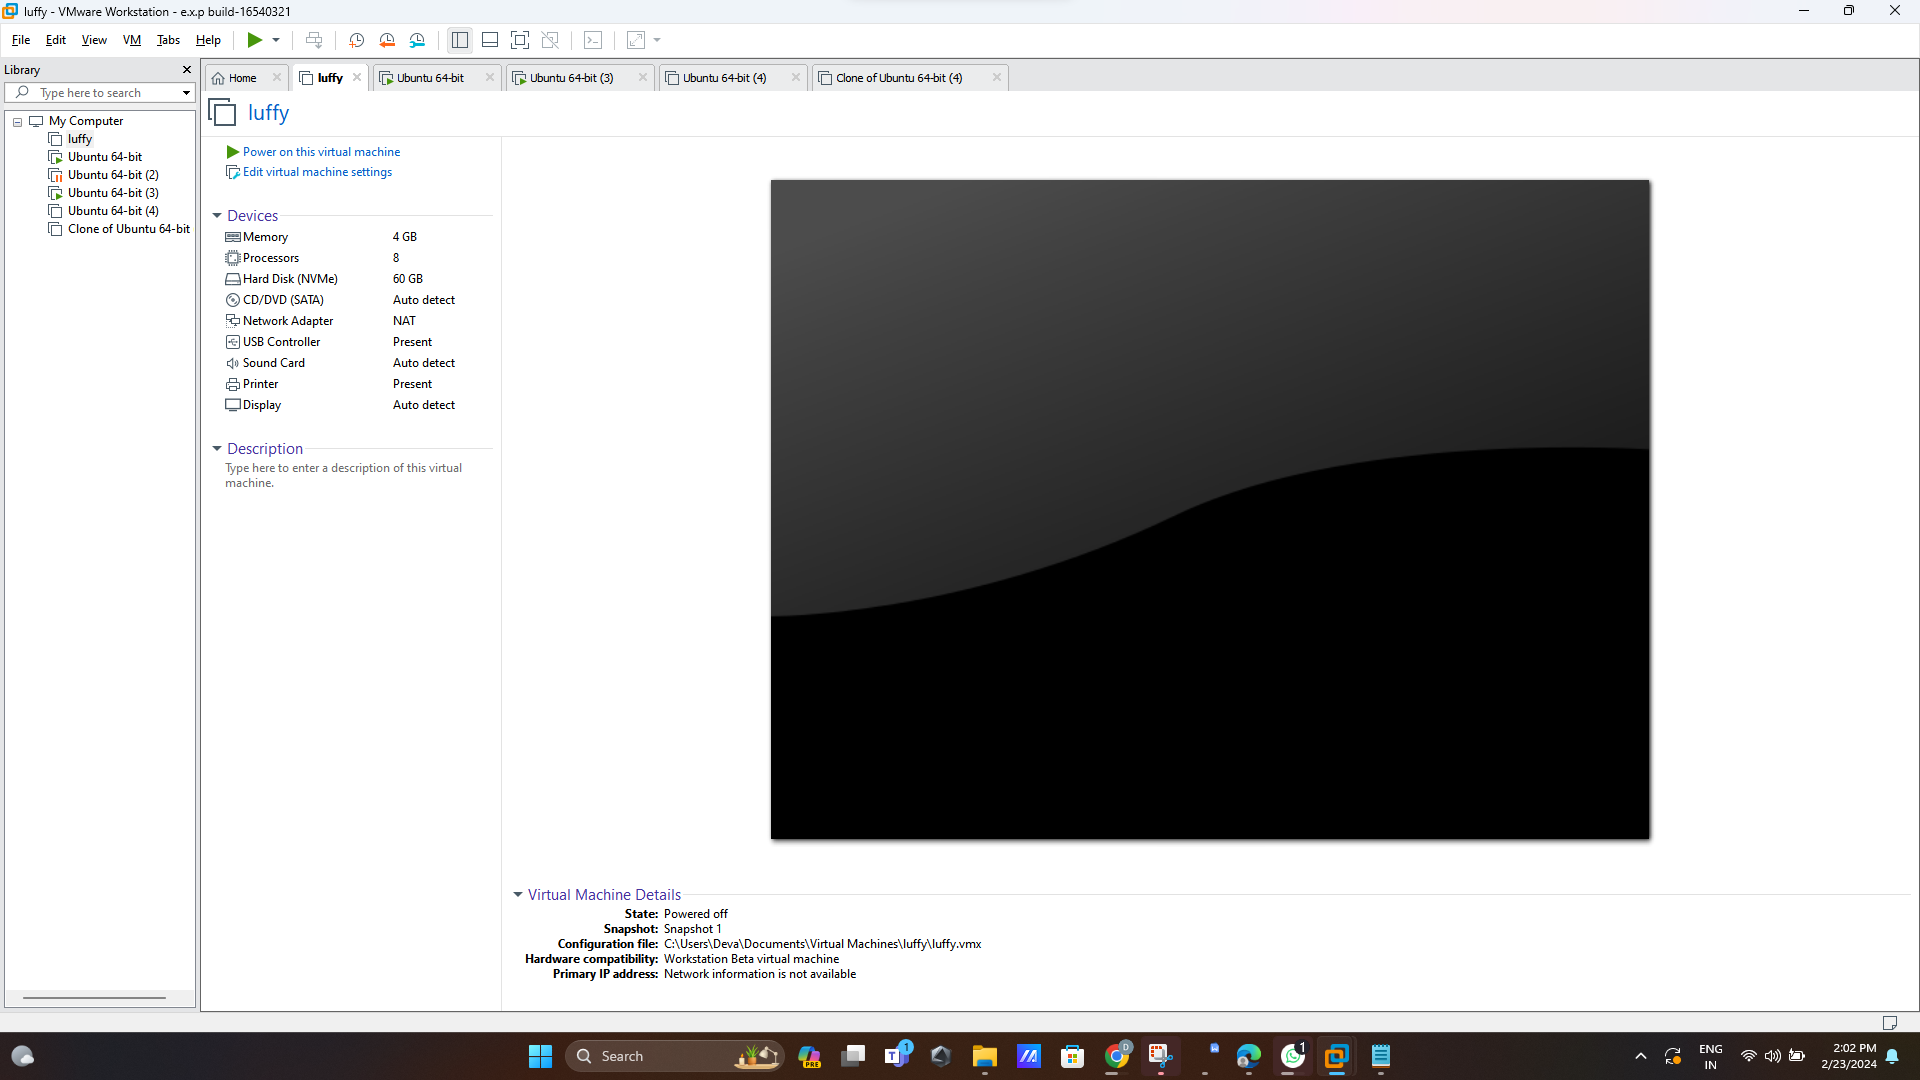 luffy - VMware Workstation - e.x.p build-16540321
File Edit View VM Tabs Help
Library
Type here to search
My Computer
luffy
Ubuntu 64-bit
Ubuntu 64-bit (2)
Ubuntu 64-bit (3)
Ubuntu 64-bit (4)
Clone of Ubuntu 64-bit
Home luffy Ubuntu 64-bit Ubuntu 64-bit (3) Ubuntu 64-bit (4) Clone of Ubuntu 64-bit (4)
luffy
Power on this virtual machine
Edit virtual machine settings
Devices
Memory 4 GB
Processors 8
Hard Disk (NVMe) 60 GB
CD/DVD (SATA) Auto detect
Network Adapter NAT
USB Controller Present
Sound Card Auto detect
Printer Present
Display Auto detect
Description
Type here to enter a description of this virtual
machine.
Virtual Machine Details
State: Powered off
Snapshot: Snapshot 1
Configuration file: C:\Users\Deva\Documents\Virtual Machines\luffy\luffy.vmx
Hardware compatibility: Workstation Beta virtual machine
Primary IP address: Network information is not available
Search
PRE
T 1
D
1
ENG
IN
2:02 PM
2/23/2024